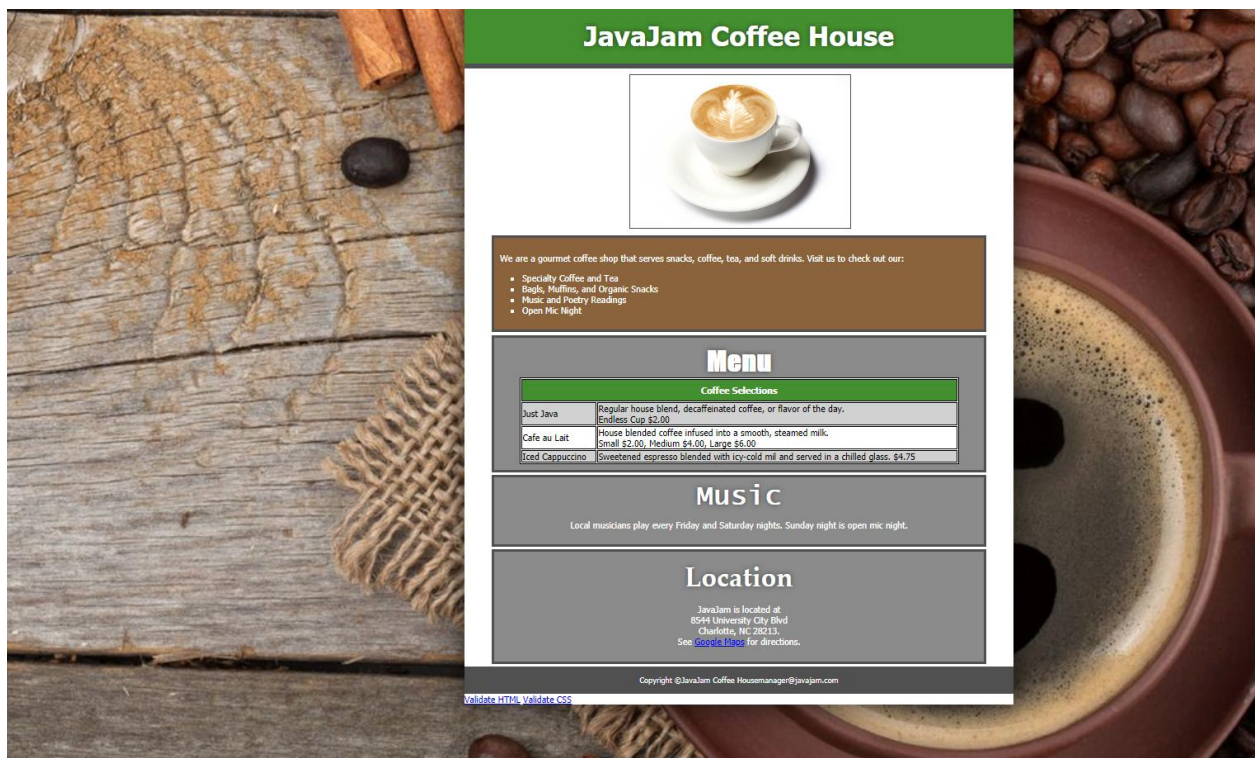 JavaJam Coffee House
We are a gourmet coffee shop that serves snacks, coffee, tea, and soft drinks. Visit us to check out our:
Specialty Coffee and Tea
Bagls, Muffins, and Organic Snacks
Music and Poetry Readings
Open Mic Night
Menu
Coffee Selections
Just Java
Regular house blend, decaffeinated coffee, or flavor of the day.
Endless Cup $2.00
Cafe au Lait
House blended coffee infused into a smooth, steamed milk.
Small $2.00, Medium $4.00, Large $6.00
Iced Cappuccino
Sweetened espresso blended with icy-cold mil and served in a chilled glass. $4.75
Music
Local musicians play every Friday and Saturday nights. Sunday night is open mic night.
Location
JavaJam is located at
8544 University City Blvd
Charlotte, NC 28213.
See Google Maps for directions.
Copyright ©JavaJam Coffee Housemanager@javajam.com
Validate HTML Validate CSS